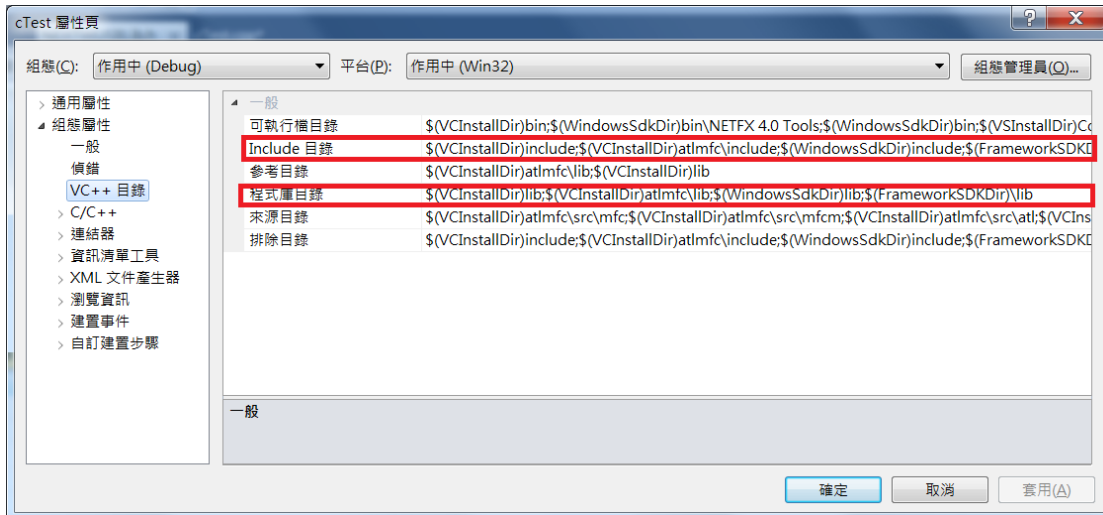 cTest 屬性頁
組態(C): 作用中 (Debug) 平台(P): 作用中 (Win32) 組態管理員(O)...
通用屬性
組態屬性
一般
偵錯
VC++ 目錄
C/C++
連結器
資訊清單工具
XML 文件產生器
瀏覽資訊
建置事件
自訂建置步驟
一般
可執行檔目錄 $(VCInstallDir)bin;$(WindowsSdkDir)bin\NETFX 4.0 Tools;$(WindowsSdkDir)bin;$(VSInstallDir)Co
Include 目錄 $(VCInstallDir)include;$(VCInstallDir)atlmfc\include;$(WindowsSdkDir)include;$(FrameworkSDKD
參考目錄 $(VCInstallDir)atlmfc\lib;$(VCInstallDir)lib
程式庫目錄 $(VCInstallDir)lib;$(VCInstallDir)atlmfc\lib;$(WindowsSdkDir)lib;$(FrameworkSDKDir)\lib
來源目錄 $(VCInstallDir)atlmfc\src\mfc;$(VCInstallDir)atlmfc\src\mfcm;$(VCInstallDir)atlmfc\src\atl;$(VCIns
排除目錄 $(VCInstallDir)include;$(VCInstallDir)atlmfc\include;$(WindowsSdkDir)include;$(FrameworkSDKD
一般
確定 取消 套用(A)